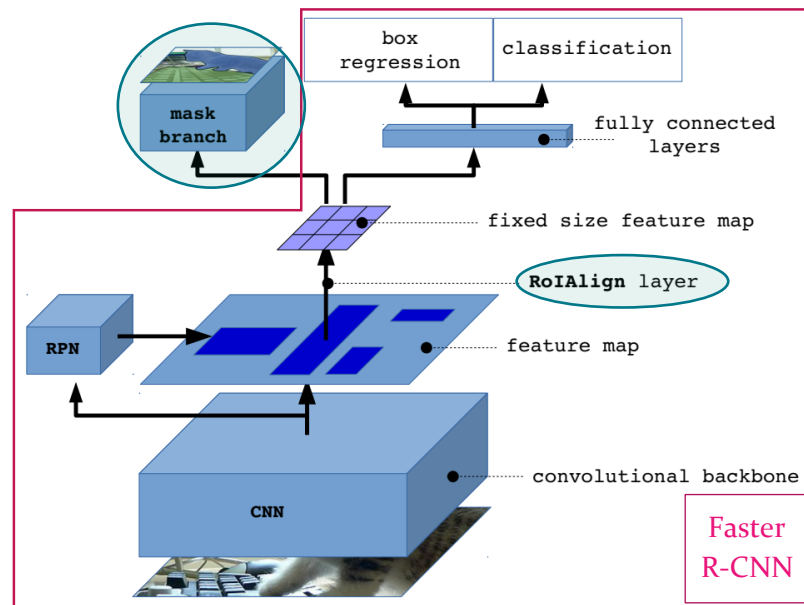 box
regression
classification
mask
branch
fully connected
layers
fixed size feature map
RoIAlign layer
RPN
feature map
convolutional backbone
CNN
Faster
R-CNN